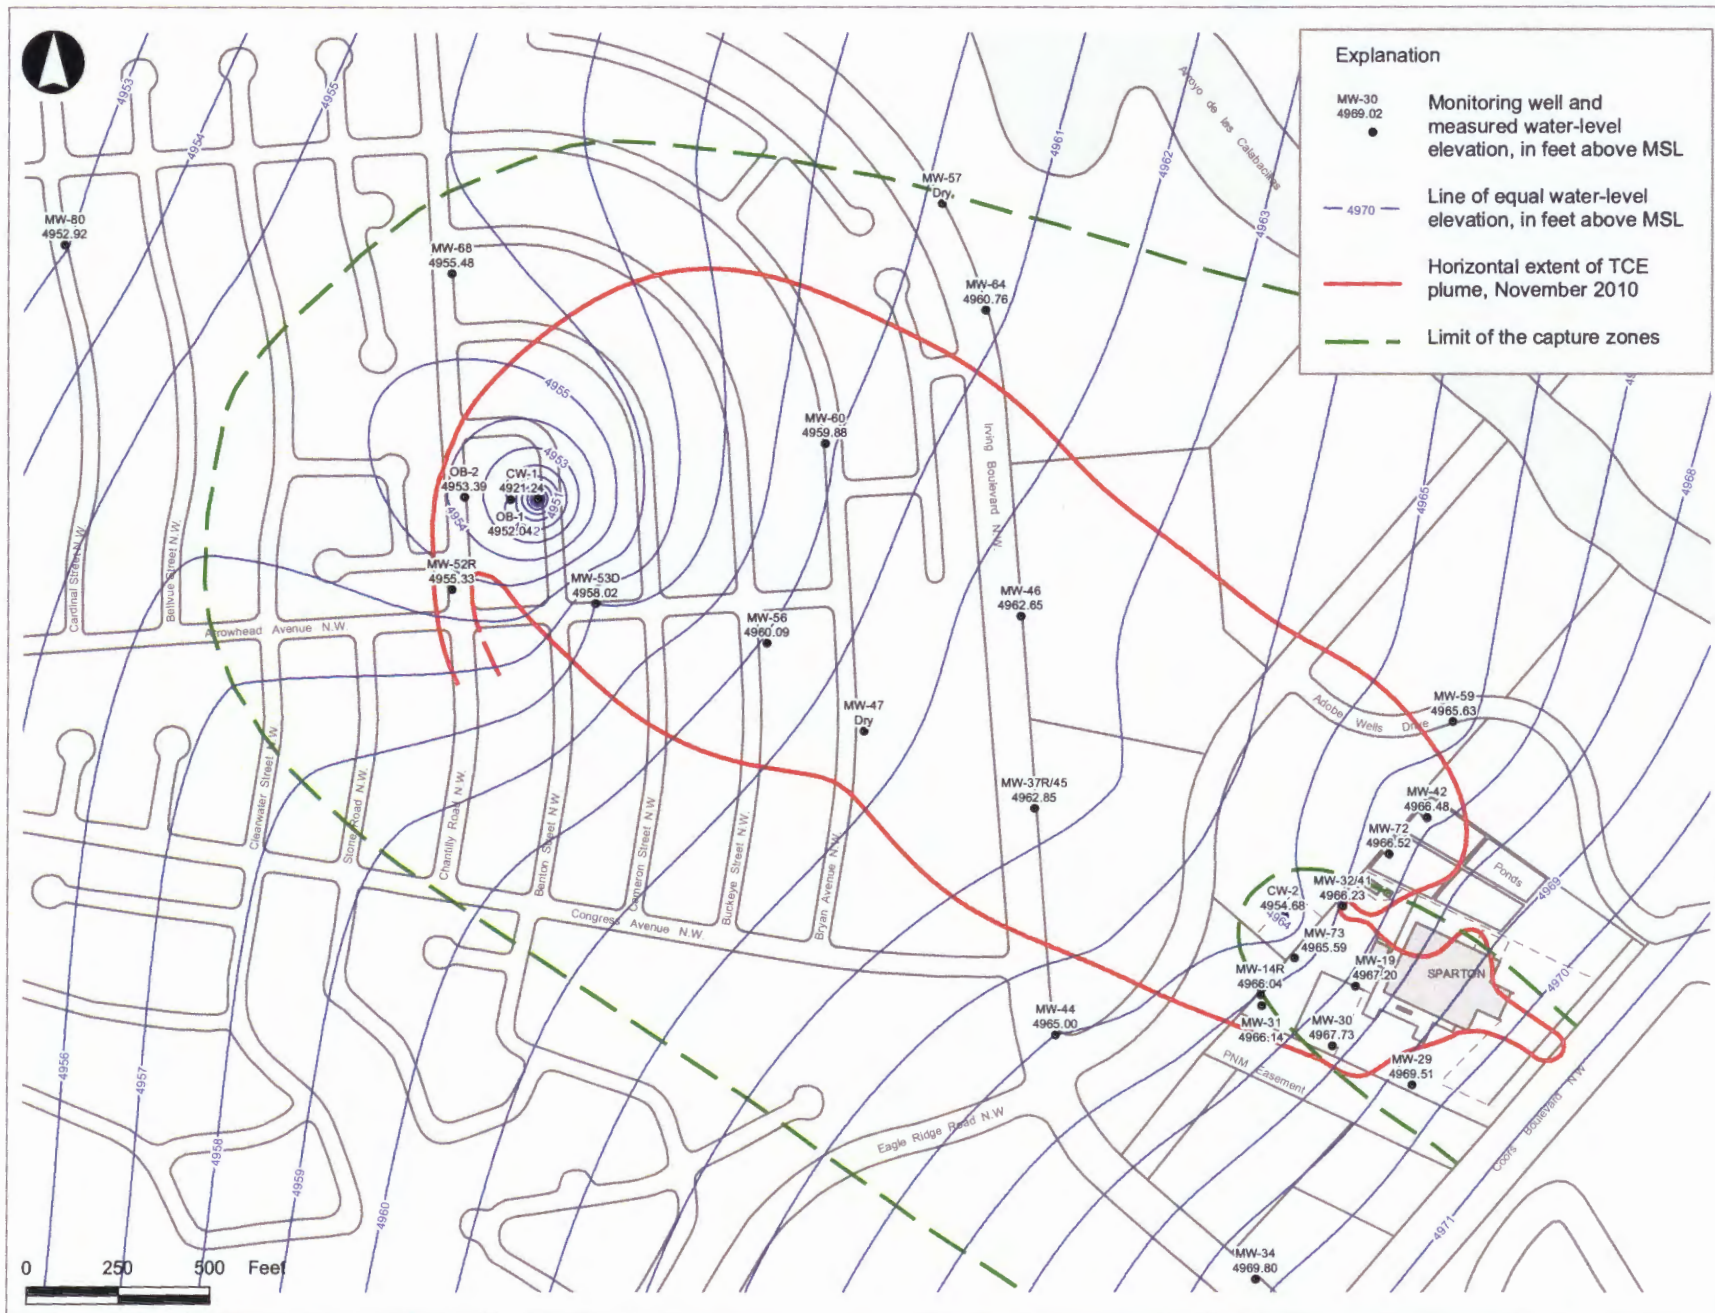 Explanation
MW-30
4969.02
Monitoring well and
measured water-level
elevation, in feet above MSL
4970
Line of equal water-level
elevation, in feet above MSL
Horizontal extent of TCE
plume, November 2010
Limit of the capture zones
4953
4954
4955
4961
4962
4963
Arroyo de las Calabacillas
MW-80
4952.92
MW-68
4955.48
MW-57
Dry
MW-64
4960.76
4955
MW-60
4959.88
Irving Boulevard N.W.
4953
OB-2
4953.39
CW-1
4921.24
4951
4954
OB-1
4952.04
4965
4968
MW-52R
4955.33
MW-53D
4958.02
MW-46
4962.65
MW-56
4960.09
Cardinal Street N.W.
Bellvue Street N.W.
Arrowhead Avenue N.W.
MW-47
Dry
Adobe Wells Drive
MW-59
4965.63
MW-37R/45
4962.85
MW-42
4966.48
MW-72
4966.52
Clearwater Street N.W.
Stone Road N.W.
Chantilly Road N.W.
Benton Street N.W.
Cameron Street N.W.
Buckeye Street N.W.
Bryan Avenue N.W.
Congress Avenue N.W.
Ponds
4969
CW-2
4954.68
4964
MW-32/41
4966.23
MW-73
4965.59
MW-19
4967.20
SPARTON
4970
MW-14R
4966.04
MW-31
4966.14
MW-30
4967.73
MW-44
4965.00
MW-29
4969.51
PNM Easement
Eagle Ridge Road N.W
Coors Boulevard N.W
4956
4957
4958
4959
4960
4971
MW-34
4969.80
0 250 500 Feet